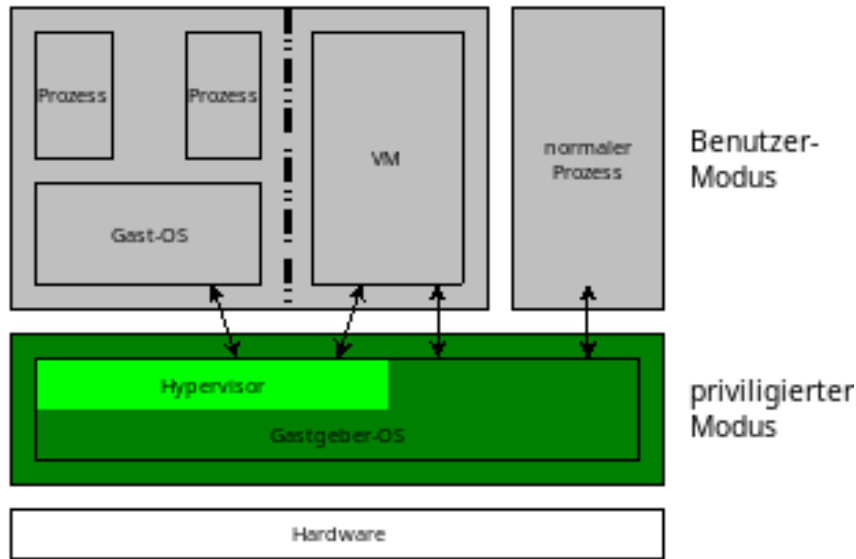 Prozess
Prozess
VM
normaler
Prozess
Benutzer-
Modus
Gast-OS
Hypervisor
Gastgeber-OS
priviligierter
Modus
Hardware